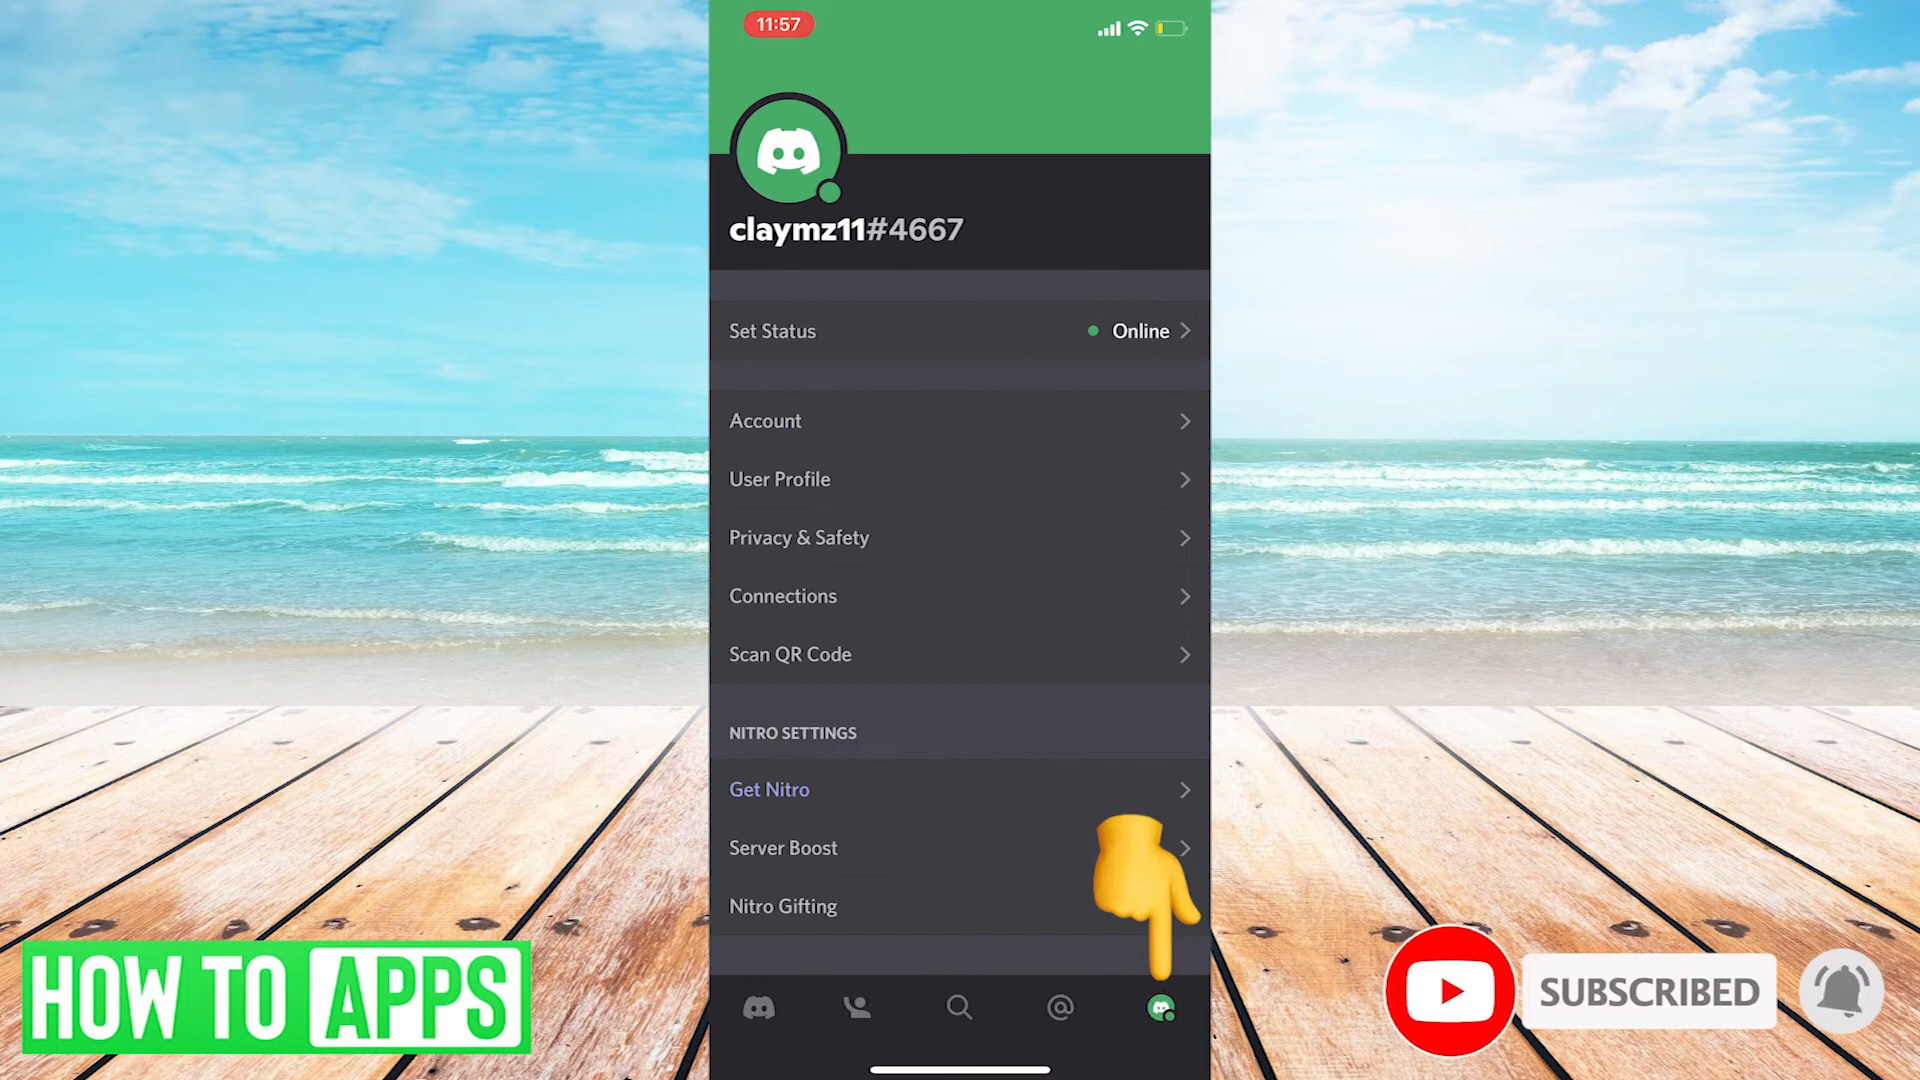 11:57
claymz11#4667
Set Status
Online
Account
User Profile
Privacy & Safety
Connections
Scan QR Code
NITRO SETTINGS
Get Nitro
Server Boost
Nitro Gifting
HOW TO APPS
SUBSCRIBED